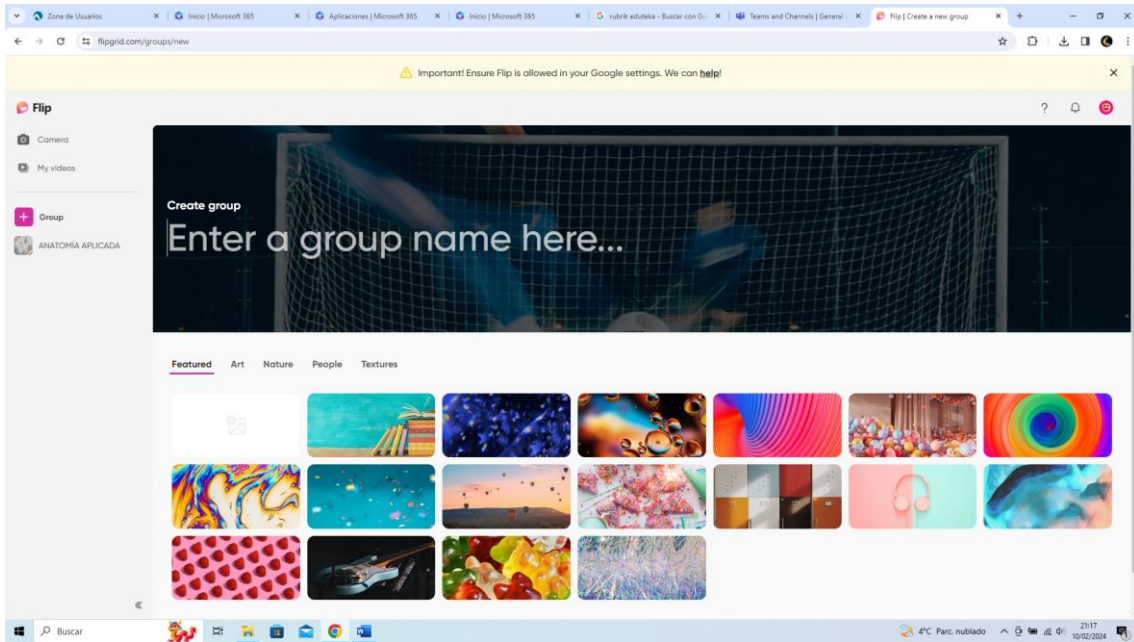 Zona de Usuarios
Inicio | Microsoft 365
Aplicaciones | Microsoft 365
Inicio | Microsoft 365
rubrik eduteka - Buscar con Go
Teams and Channels | General |
Flip | Create a new group
flipgrid.com/groups/new
Important! Ensure Flip is allowed in your Google settings. We can help!
Flip
Camera
My videos
Group
ANATOMÍA APLICADA
Create group
Enter a group name here...
Featured Art Nature People Textures
Buscar
4°C Parc. nublado
21:17
10/02/2024